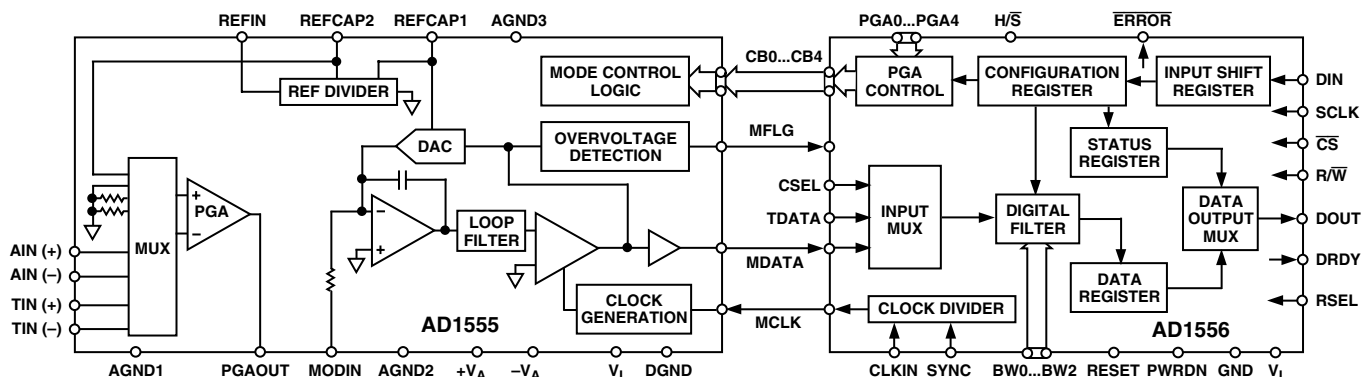 REFIN REFCAP2 REFCAP1 AGND3
PGA0...PGA4 H/S̅ E̅R̅R̅O̅R̅
CB0...CB4
MODE CONTROL
LOGIC
PGA
CONTROL
CONFIGURATION
REGISTER
INPUT SHIFT
REGISTER
DIN
REF DIVIDER
SCLK
DAC
OVERVOLTAGE
DETECTION
MFLG
STATUS
REGISTER
C̅S̅
R/W̅
MUX
+
PGA
–
–
+
LOOP
FILTER
CSEL
TDATA
MDATA
INPUT
MUX
DIGITAL
FILTER
DATA
OUTPUT
MUX
DOUT
DRDY
AIN (+)
AIN (–)
TIN (+)
TIN (–)
CLOCK
GENERATION
MCLK
CLOCK DIVIDER
DATA
REGISTER
RSEL
AD1555
AD1556
AGND1 PGAOUT MODIN AGND2 +VA –VA VL DGND
CLKIN SYNC BW0...BW2 RESET PWRDN GND VL